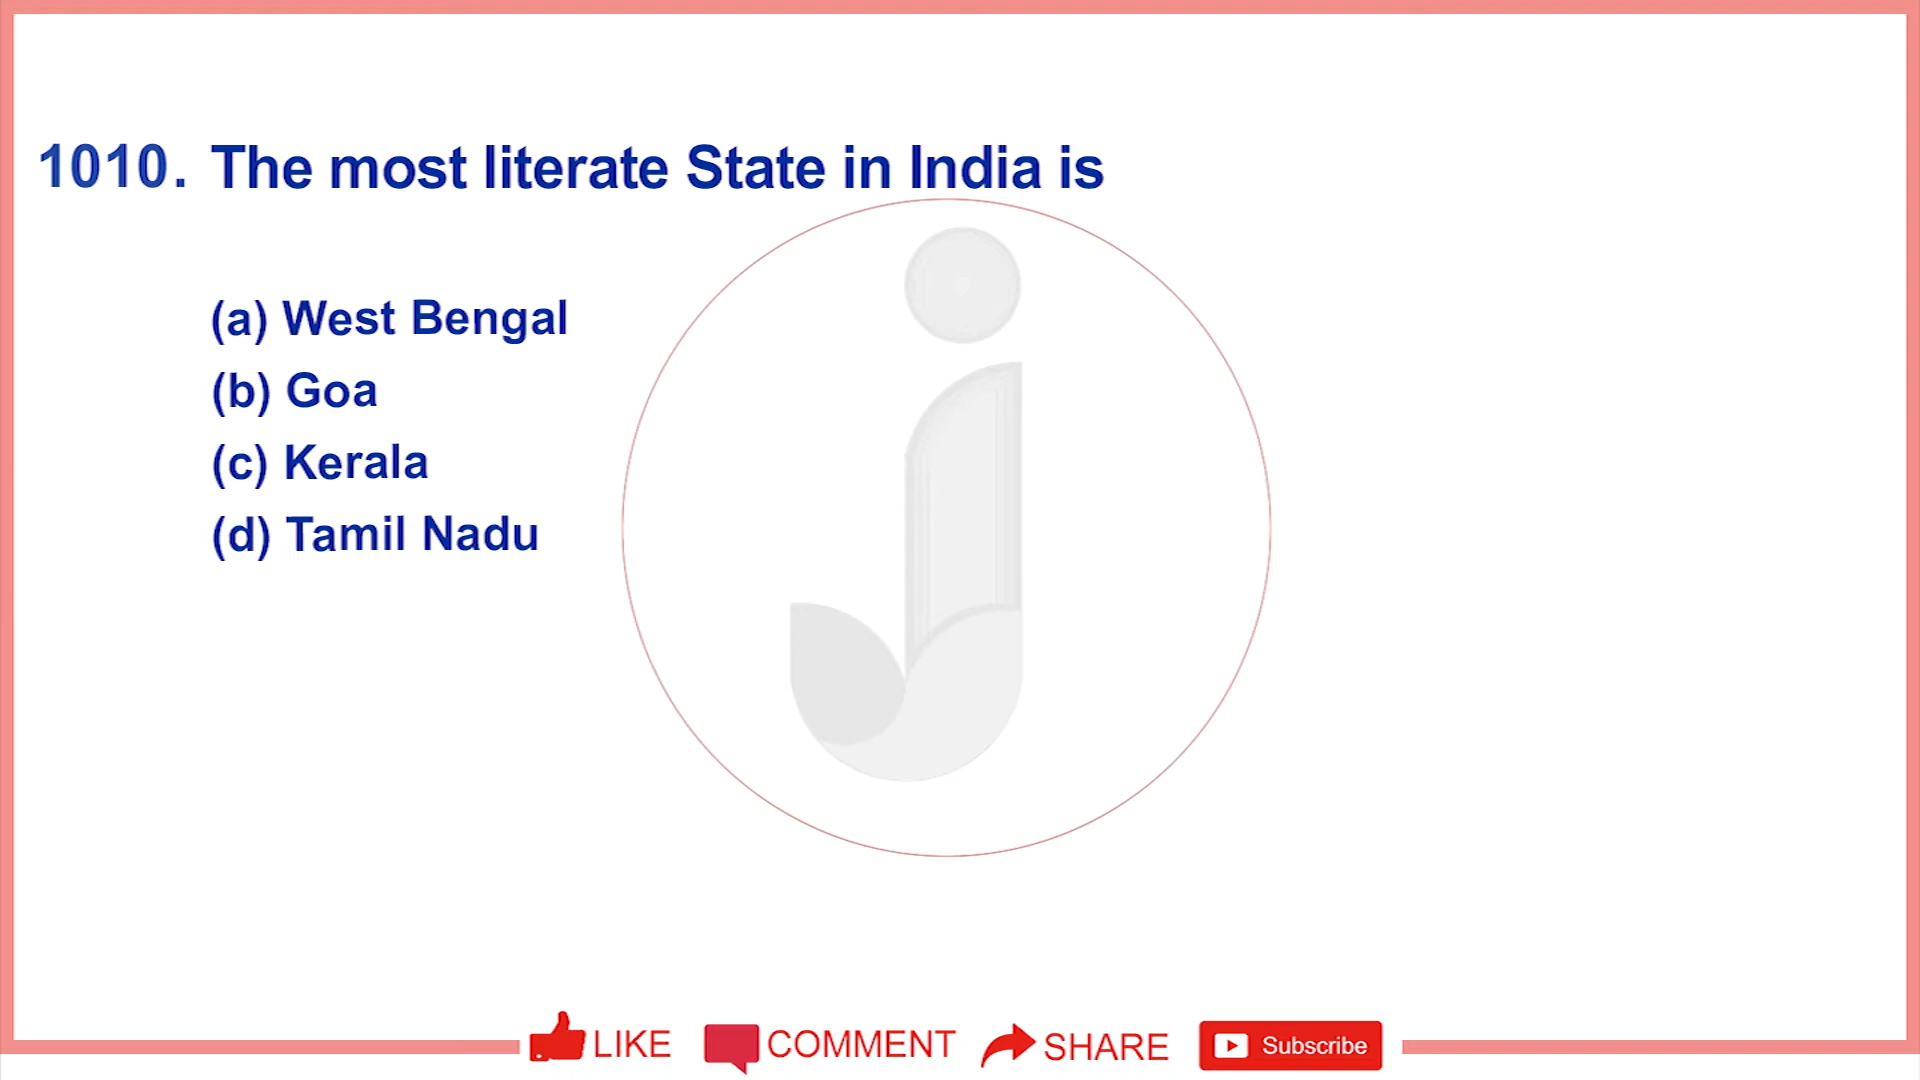 1010. The most literate State in India is
(a) West Bengal
(b) Goa
(c) Kerala
(d) Tamil Nadu
LIKE COMMENT SHARE Subscribe